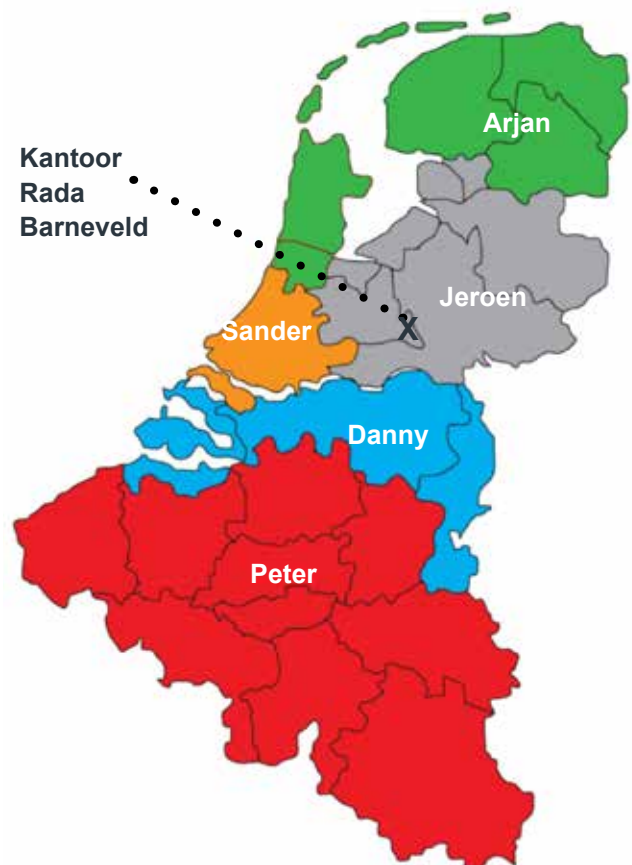 Arjan
Kantoor
Rada
Barneveld
Jeroen
X
Sander
Danny
Peter